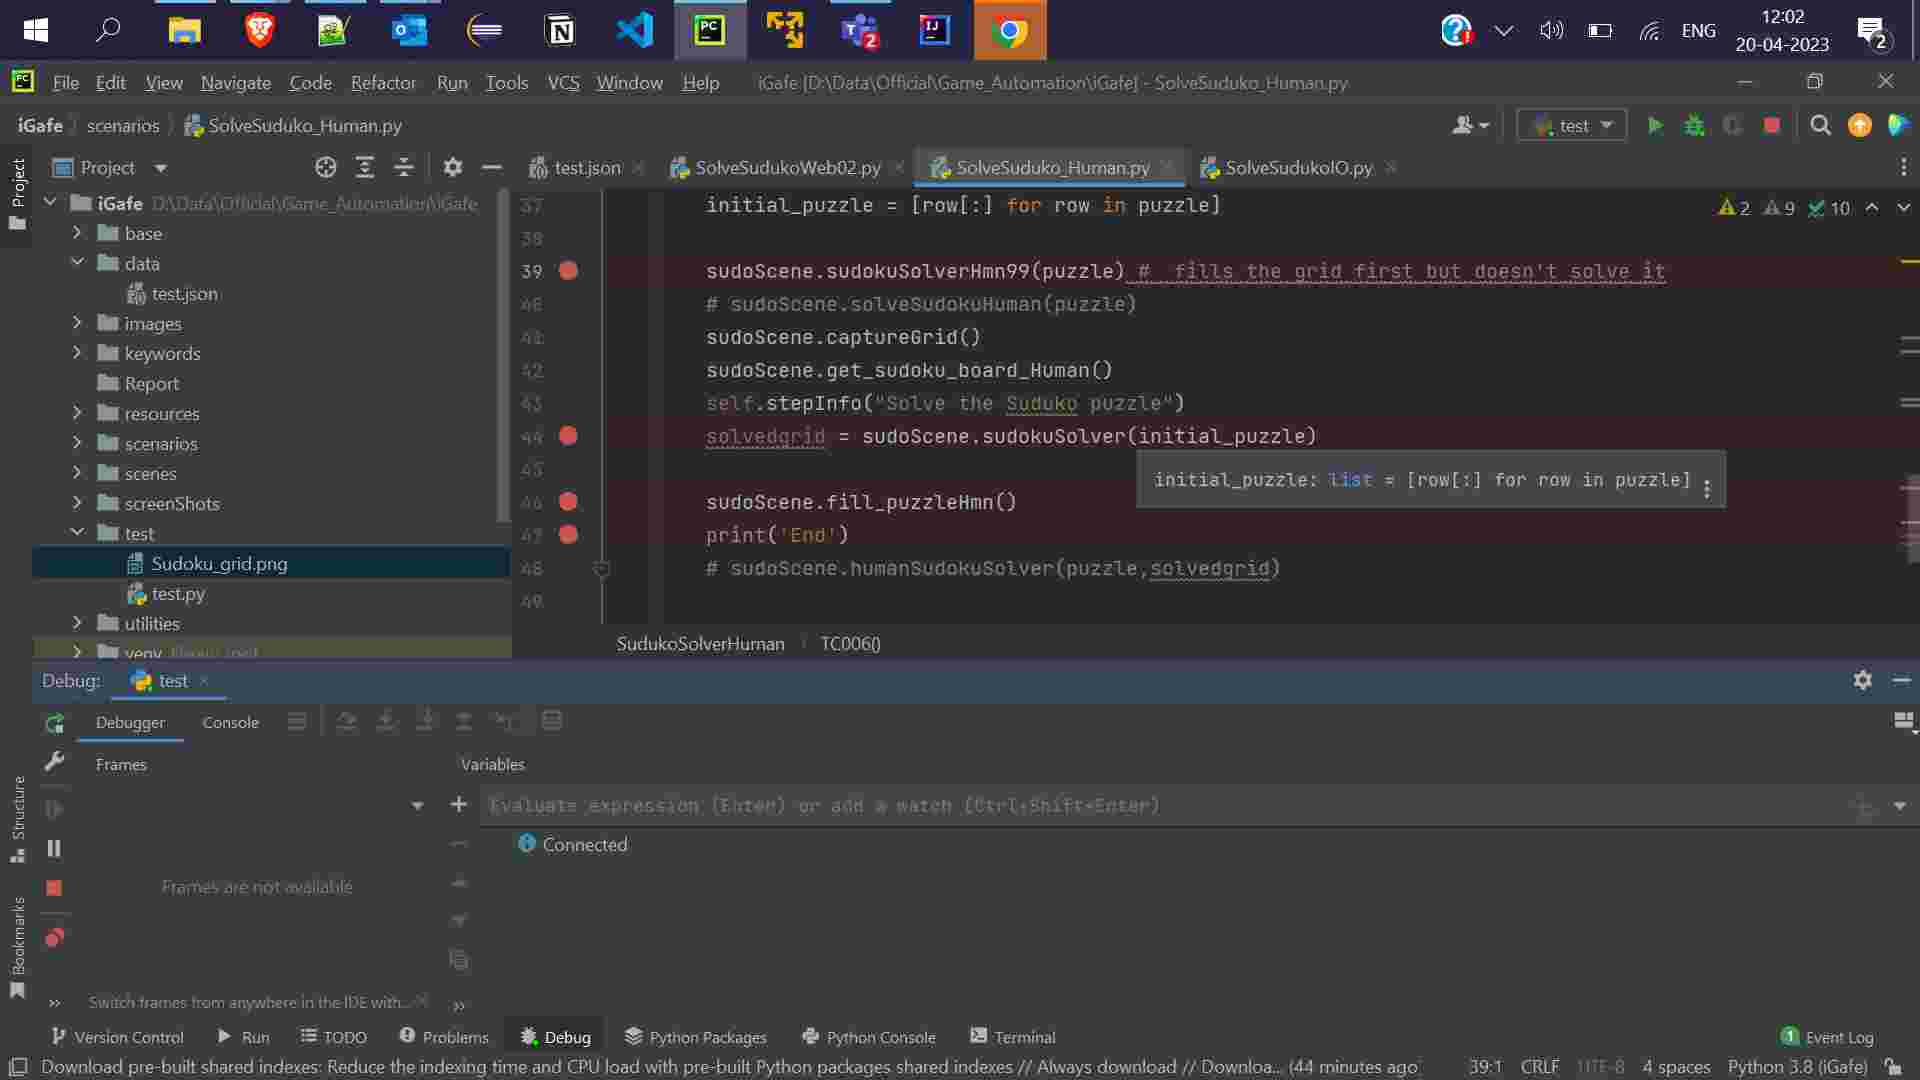 ENG
12:02
20-04-2023
2
2
File Edit View Navigate Code Refactor Run Tools VCS Window Help iGafe [D:\Data\Official\Game_Automation\iGafe] - SolveSuduko_Human.py
iGafe scenarios SolveSuduko_Human.py
test
Project
Project
test.json SolveSudukoWeb02.py SolveSuduko_Human.py SolveSudukoIO.py
iGafe D:\Data\Official\Game_Automation\iGafe
base
data
test.json
images
keywords
Report
resources
scenarios
scenes
screenShots
test
Sudoku_grid.png
test.py
utilities
venv
2 9 10
37 initial_puzzle = [row[:] for row in puzzle]
38
39 sudoScene.sudokuSolverHmn99(puzzle) # fills the grid first but doesn't solve it
40 # sudoScene.solveSudokuHuman(puzzle)
41 sudoScene.captureGrid()
42 sudoScene.get_sudoku_board_Human()
43 self.stepInfo("Solve the Suduko puzzle")
44 solvedgrid = sudoScene.sudokuSolver(initial_puzzle)
45
initial_puzzle: list = [row[:] for row in puzzle]
46 sudoScene.fill_puzzleHmn()
47 print('End')
48 # sudoScene.humanSudokuSolver(puzzle,solvedgrid)
49
SudukoSolverHuman TC006()
Debug: test
Debugger Console
Frames
Variables
Evaluate expression (Enter) or add a watch (Ctrl+Shift+Enter)
Connected
Frames are not available
Switch frames from anywhere in the IDE with...
Structure
Bookmarks
Version Control Run TODO Problems Debug Python Packages Python Console Terminal 1 Event Log
Download pre-built shared indexes: Reduce the indexing time and CPU load with pre-built Python packages shared indexes // Always download // Downloa... (44 minutes ago) 39:1 CRLF UTF-8 4 spaces Python 3.8 (iGafe)